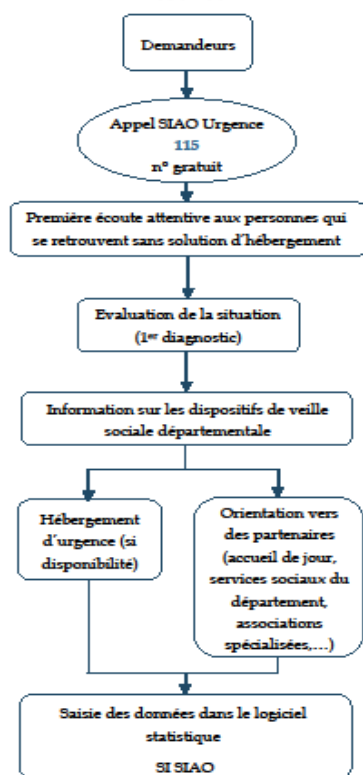 Demandeurs
Appel SIAO Urgence
115
n° gratuit
Première écoute attentive aux personnes qui
se retrouvent sans solution d'hébergement
Evaluation de la situation
(1er diagnostic)
Information sur les dispositifs de veille
sociale départementale
Hébergement
d'urgence (si
disponibilité)
Orientation vers
des partenaires
(accueil de jour,
services sociaux du
département,
associations
spécialisées,…)
Saisie des données dans le logiciel
statistique
SI SIAO